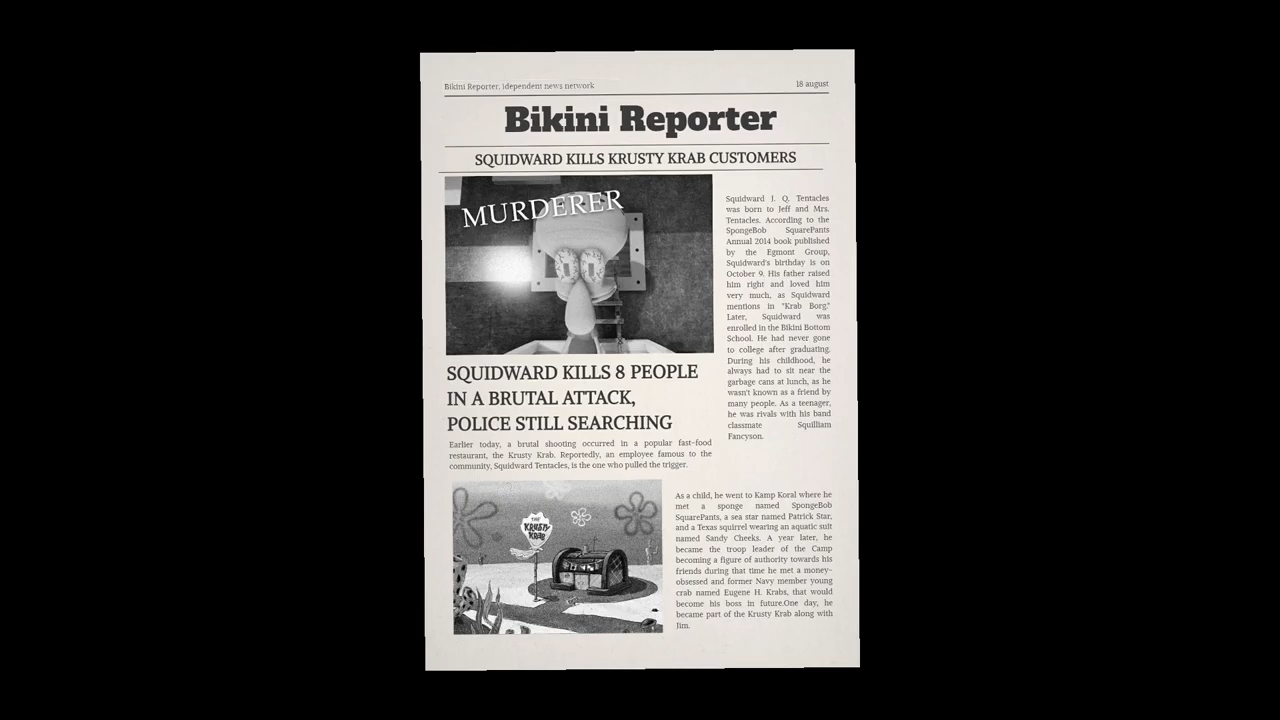 Bikini Reporter, idependent news network
18 august
Bikini Reporter
SQUIDWARD KILLS KRUSTY KRAB CUSTOMERS
MURDERER
SQUIDWARD KILLS 8 PEOPLE
IN A BRUTAL ATTACK,
POLICE STILL SEARCHING
Earlier today, a brutal shooting occurred in a popular fast-food
restaurant, the Krusty Krab. Reportedly, an employee famous to the
community, Squidward Tentacles, is the one who pulled the trigger.
Squidward J. Q. Tentacles
was born to Jeff and Mrs.
Tentacles. According to the
SpongeBob SquarePants
Annual 2014 book published
by the Egmont Group,
Squidward's birthday is on
October 9. His father raised
him right and loved him
very much, as Squidward
mentions in "Krab Borg."
Later, Squidward was
enrolled in the Bikini Bottom
School. He had never gone
to college after graduating.
During his childhood, he
always had to sit near the
garbage cans at lunch, as he
wasn't known as a friend by
many people. As a teenager,
he was rivals with his band
classmate Squilliam
Fancyson.
THE
KRUSTY
KRAB
As a child, he went to Kamp Koral where he
met a sponge named SpongeBob
SquarePants, a sea star named Patrick Star,
and a Texas squirrel wearing an aquatic suit
named Sandy Cheeks. A year later, he
became the troop leader of the Camp
becoming a figure of authority towards his
friends during that time he met a money-
obsessed and former Navy member young
crab named Eugene H. Krabs, that would
become his boss in future.One day, he
became part of the Krusty Krab along with
Jim.